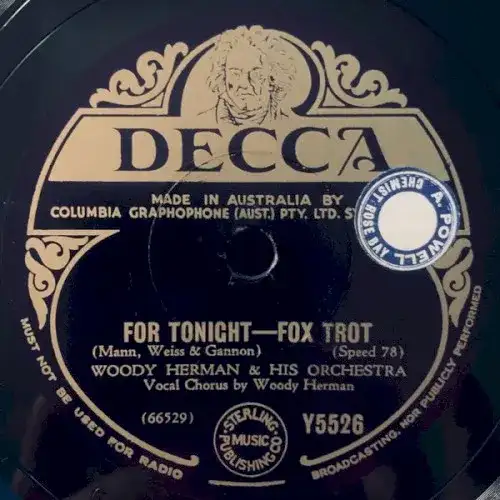 DECCA
MADE IN AUSTRALIA BY
COLUMBIA GRAPHOPHONE (AUST.) PTY. LTD.
A. POWELL
CHEMIST, ROSE BAY
FOR TONIGHT—FOX TROT
(Mann, Weiss & Gannon) (Speed 78)
WOODY HERMAN & HIS ORCHESTRA
Vocal Chorus by Woody Herman
(66529)
STERLING
MUSIC
PUBLISHING CO
Y5526
MUST NOT BE USED FOR RADIO
BROADCASTING, NOR PUBLICLY PERFORMED